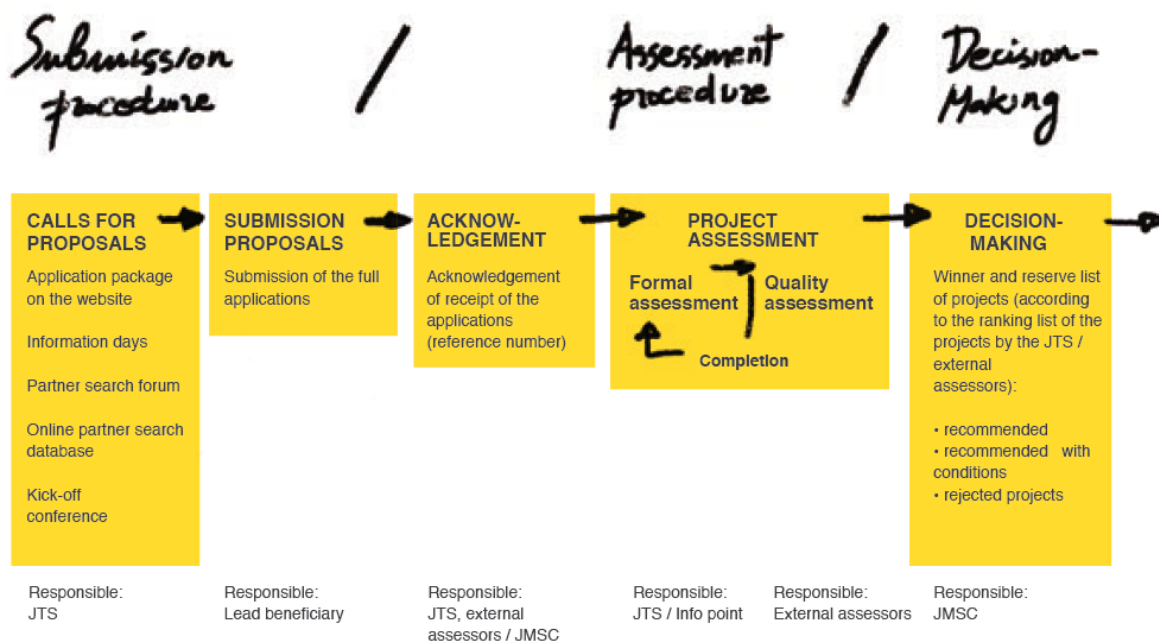 Submission
procedure
/
Assessment
procedure
/
Decision-
Making
CALLS FOR
PROPOSALS
Application package
on the website
Information days
Partner search forum
Online partner search
database
Kick-off
conference
Responsible:
JTS
SUBMISSION
PROPOSALS
Submission of the full
applications
Responsible:
Lead beneficiary
ACKNOW-
LEDGEMENT
Acknowledgement
of receipt of the
applications
(reference number)
Responsible:
JTS, external
assessors / JMSC
PROJECT
ASSESSMENT
Formal
assessment
Quality
assessment
Completion
Responsible:
JTS / Info point
Responsible:
External assessors
DECISION-
MAKING
Winner and reserve list
of projects (according
to the ranking list of the
projects by the JTS /
external
assessors):
• recommended
• recommended with
conditions
• rejected projects
Responsible:
JMSC